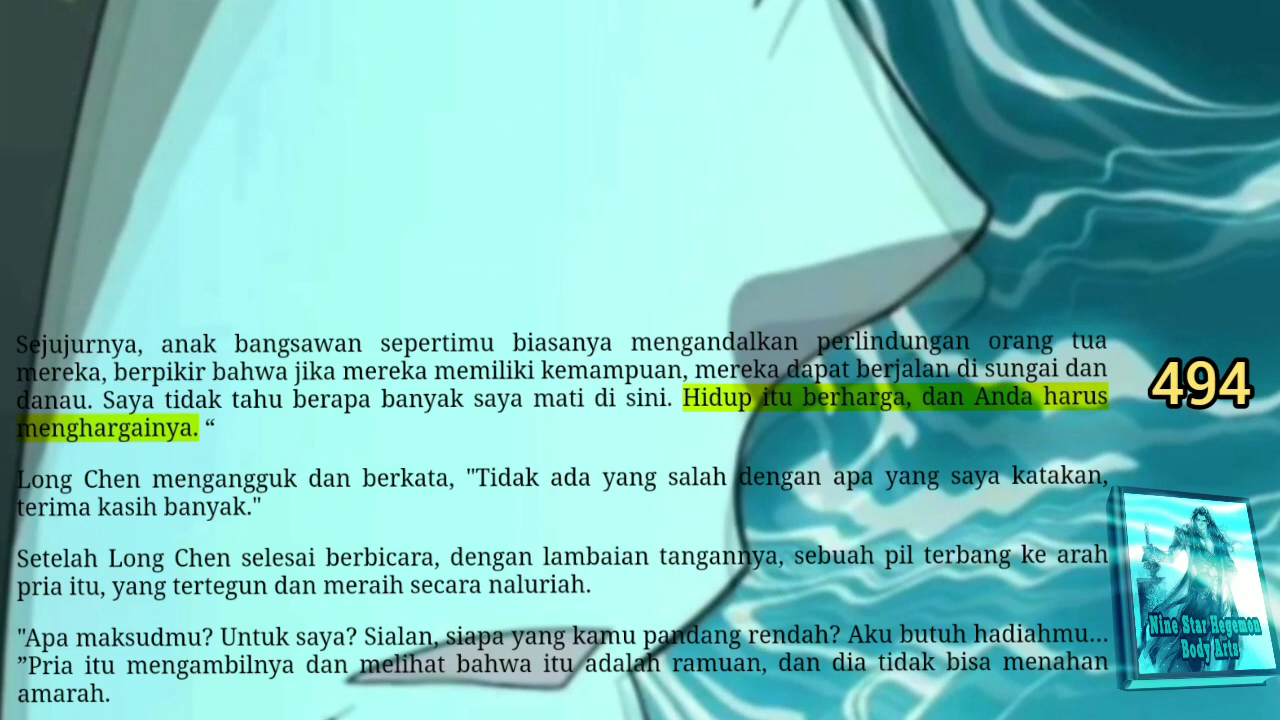 Sejujurnya, anak bangsawan sepertimu biasanya mengandalkan perlindungan orang tua
mereka, berpikir bahwa jika mereka memiliki kemampuan, mereka dapat berjalan di sungai dan
danau. Saya tidak tahu berapa banyak saya mati di sini. Hidup itu berharga, dan Anda harus
menghargainya. “
Long Chen mengangguk dan berkata, "Tidak ada yang salah dengan apa yang saya katakan,
terima kasih banyak."
Setelah Long Chen selesai berbicara, dengan lambaian tangannya, sebuah pil terbang ke arah
pria itu, yang tertegun dan meraih secara naluriah.
"Apa maksudmu? Untuk saya? Sialan, siapa yang kamu pandang rendah? Aku butuh hadiahmu...
”Pria itu mengambilnya dan melihat bahwa itu adalah ramuan, dan dia tidak bisa menahan
amarah.
494
Nine Star Hegemon
Body Arts